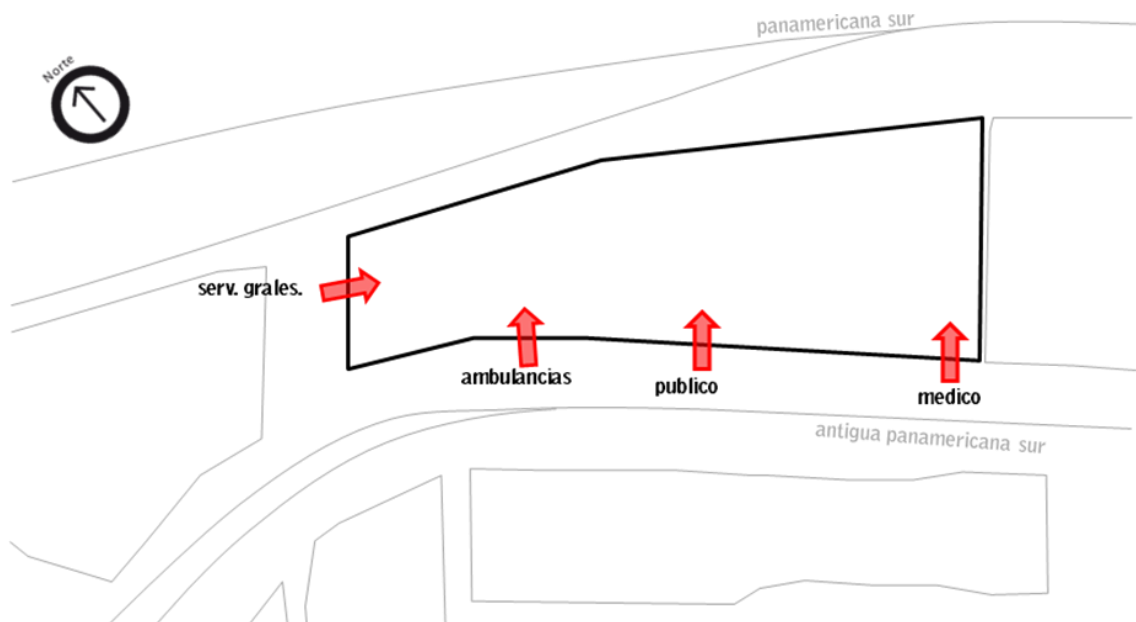 panamericana sur
Norte
serv. grales.
ambulancias
publico
medico
antigua panamericana sur